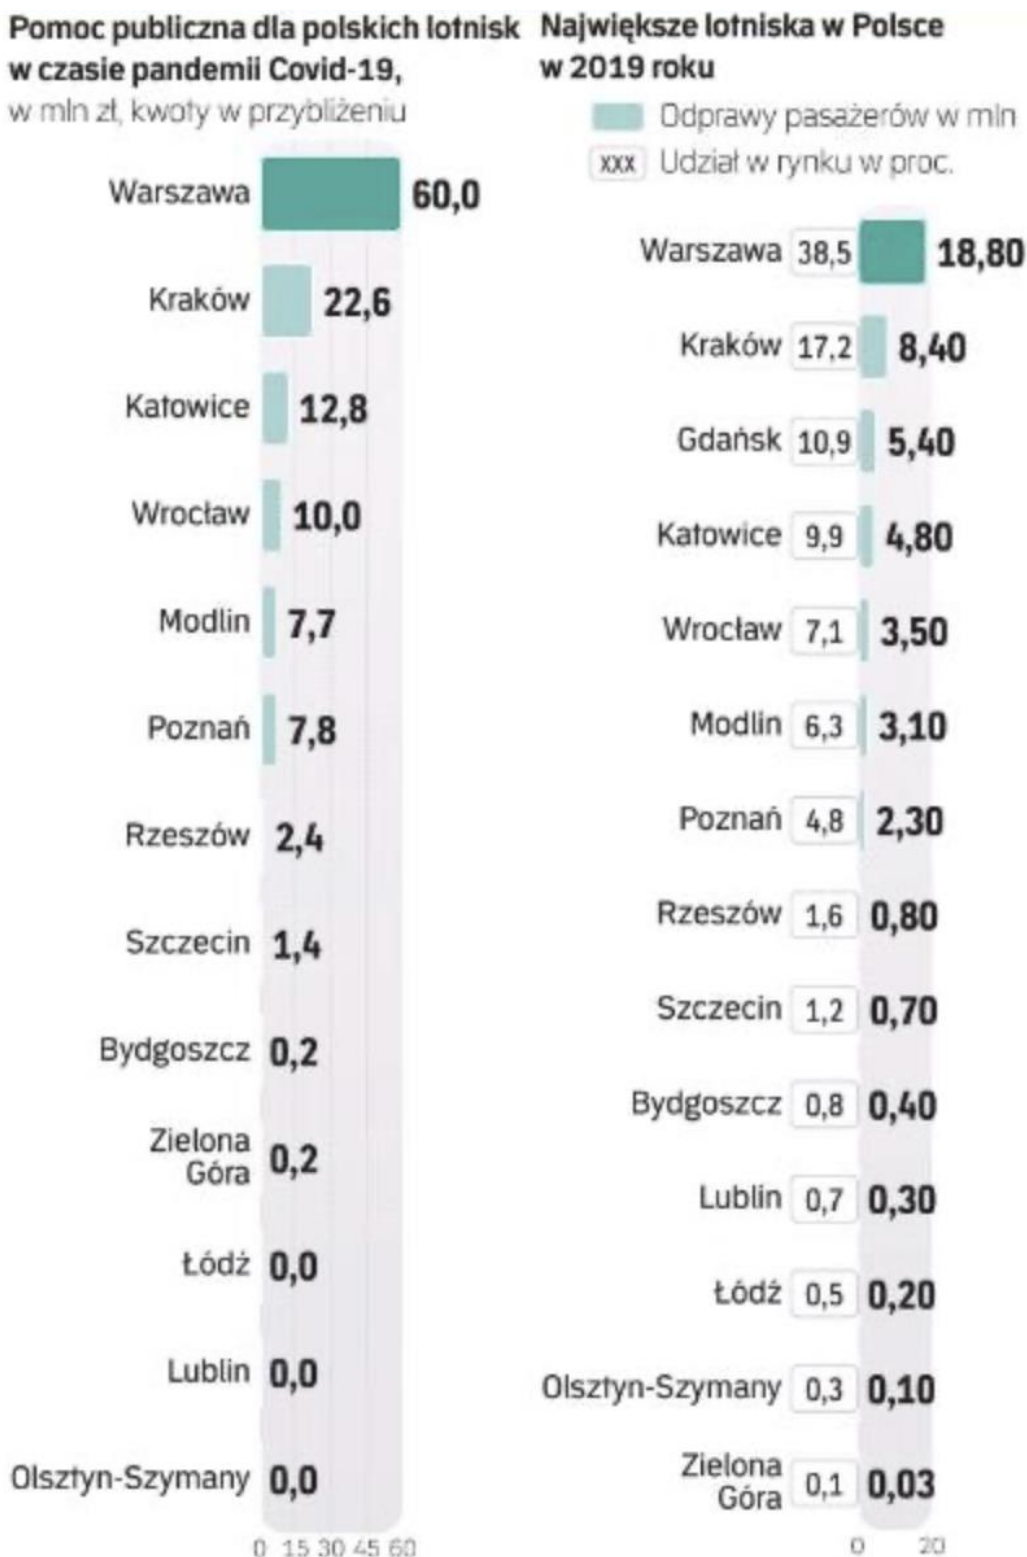 Pomoc publiczna dla polskich lotnisk
w czasie pandemii Covid-19,
w mln zł, kwoty w przybliżeniu
Warszawa 60,0
Kraków 22,6
Katowice 12,8
Wrocław 10,0
Modlin 7,7
Poznań 7,8
Rzeszów 2,4
Szczecin 1,4
Bydgoszcz 0,2
Zielona
Góra 0,2
Łódź 0,0
Lublin 0,0
Olsztyn-Szymany 0,0
0 15 30 45 60
Największe lotniska w Polsce
w 2019 roku
Odprawy pasażerów w mln
xxx Udział w rynku w proc.
Warszawa 38,5 18,80
Kraków 17,2 8,40
Gdańsk 10,9 5,40
Katowice 9,9 4,80
Wrocław 7,1 3,50
Modlin 6,3 3,10
Poznań 4,8 2,30
Rzeszów 1,6 0,80
Szczecin 1,2 0,70
Bydgoszcz 0,8 0,40
Lublin 0,7 0,30
Łódź 0,5 0,20
Olsztyn-Szymany 0,3 0,10
Zielona
Góra 0,1 0,03
0 20